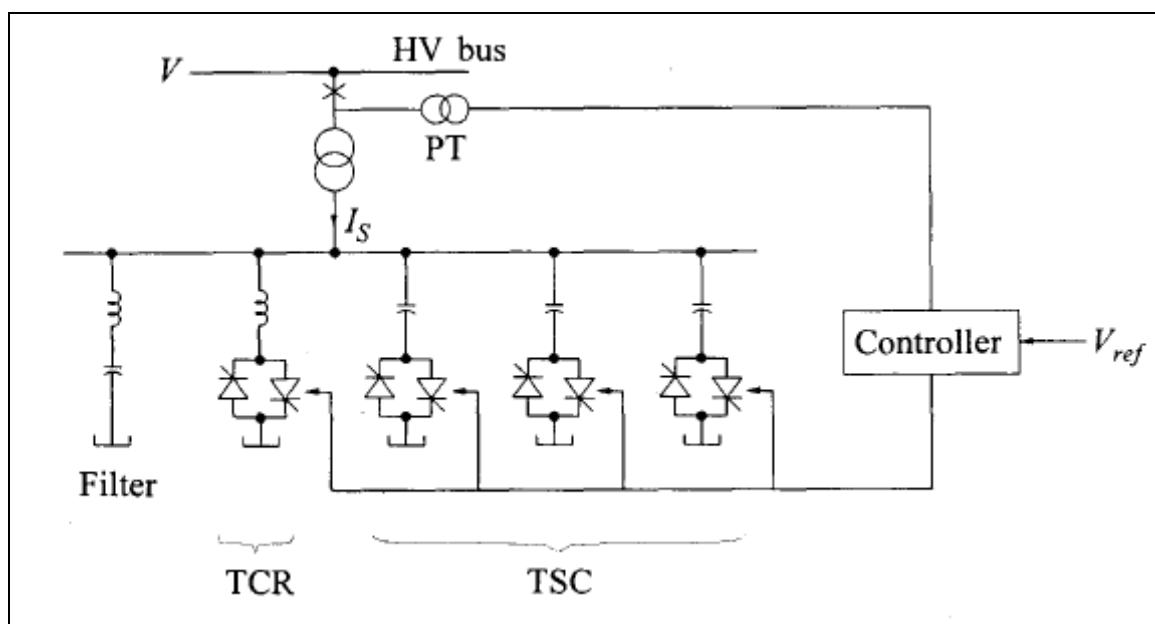 HV bus
V
PT
I_S
Controller
V_ref
Filter
TCR
TSC